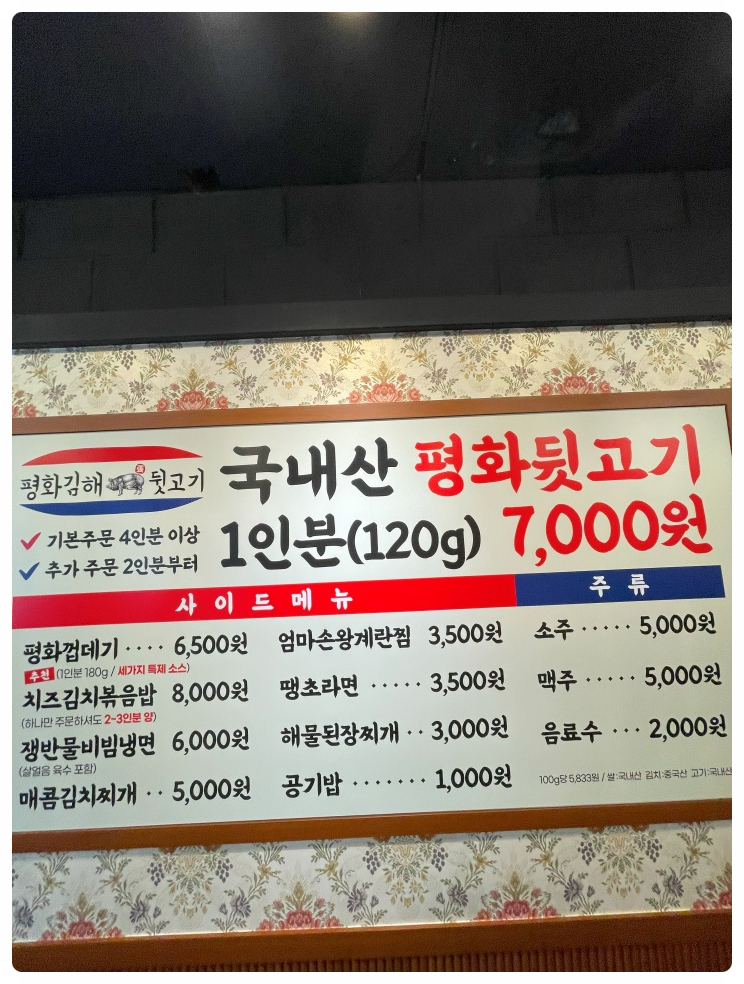 평화김해 뒷고기
국내산 평화뒷고기
1인분(120g) 7,000원
기본주문 4인분 이상
추가 주문 2인분부터
사이드메뉴
평화껍데기 ···· 6,500원
추천 (1인분 180g / 세가지 특제 소스)
치즈김치볶음밥 8,000원
(하나만 주문하셔도 2~3인분 양)
쟁반물비빔냉면 6,000원
(살얼음 육수 포함)
매콤김치찌개 ·· 5,000원
엄마손왕계란찜 3,500원
땡초라면 ····· 3,500원
해물된장찌개 ·· 3,000원
공기밥 ······· 1,000원
주류
소주 ····· 5,000원
맥주 ····· 5,000원
음료수 ··· 2,000원
100g당 5,833원 / 쌀:국내산 김치:중국산 고기:국내산